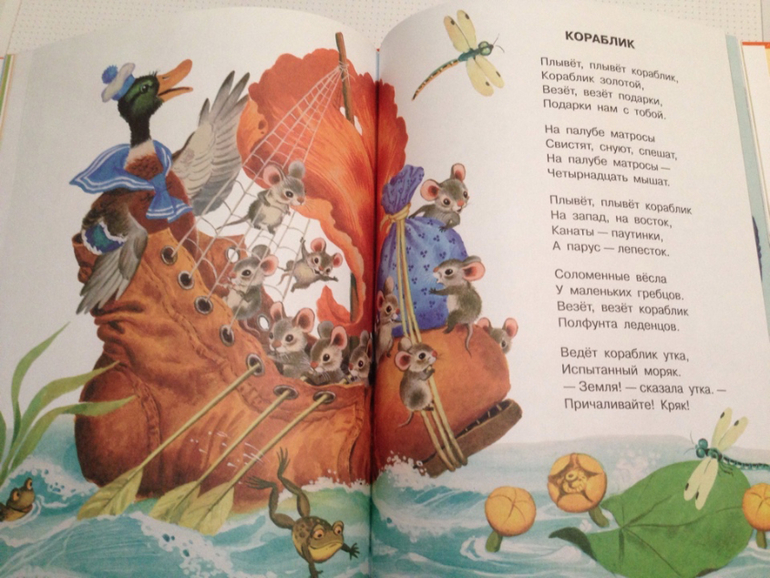 КОРАБЛИК
Плывёт, плывёт кораблик,
Кораблик золотой,
Везёт, везёт подарки,
Подарки нам с тобой.
На палубе матросы
Свистят, снуют, спешат,
На палубе матросы —
Четырнадцать мышат.
Плывёт, плывёт кораблик
На запад, на восток,
Канаты — паутинки,
А парус — лепесток.
Соломенные вёсла
У маленьких гребцов.
Везёт, везёт кораблик
Полфунта леденцов.
Ведёт кораблик утка,
Испытанный моряк.
— Земля! — сказала утка. —
Причаливайте! Кряк!